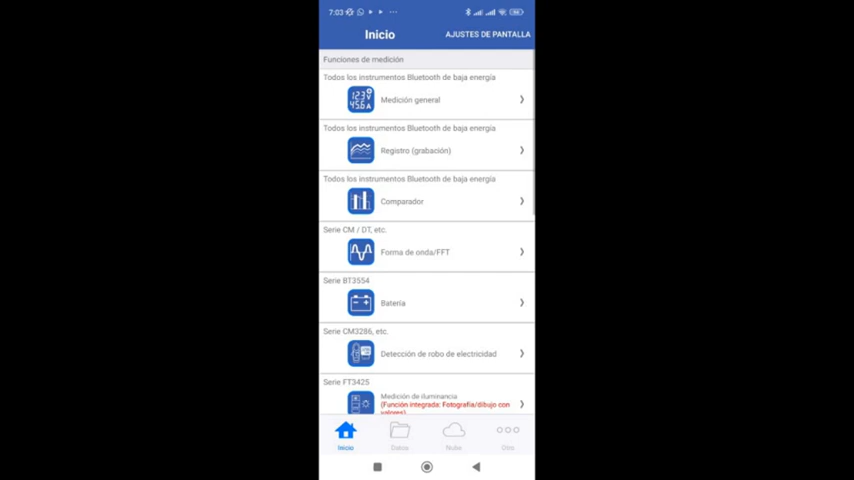 7:03
Inicio
AJUSTES DE PANTALLA
Funciones de medición
Todos los instrumentos Bluetooth de baja energía
Medición general
Todos los instrumentos Bluetooth de baja energía
Registro (grabación)
Todos los instrumentos Bluetooth de baja energía
Comparador
Serie CM / DT, etc.
Forma de onda/FFT
Serie BT3554
Batería
Serie CM3286, etc.
Detección de robo de electricidad
Serie FT3425
Medición de iluminancia
(Función integrada: Fotografía/dibujo con
valores)
Inicio
Datos
Nube
Otro